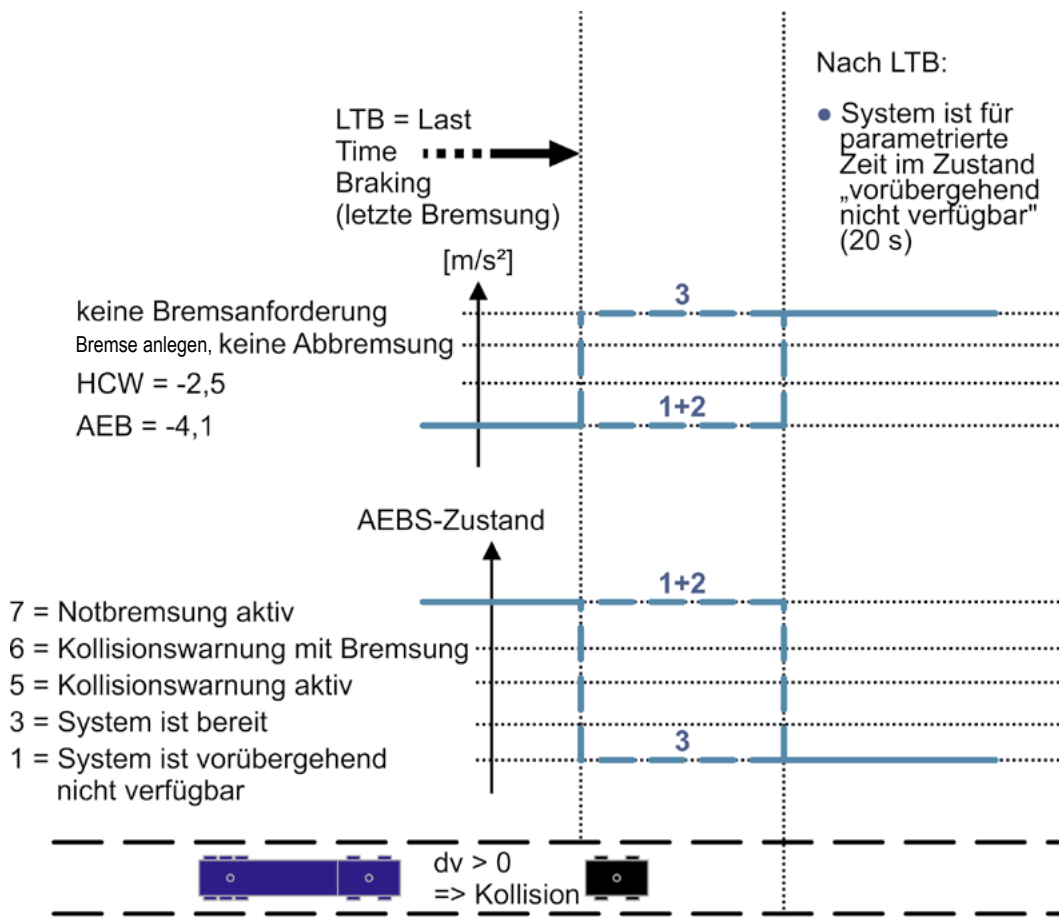 Nach LTB:
• System ist für
parametrierte
Zeit im Zustand
„vorübergehend
nicht verfügbar"
(20 s)
LTB = Last
Time
Braking
(letzte Bremsung)
[m/s²]
3
keine Bremsanforderung
Bremse anlegen, keine Abbremsung
HCW = -2,5
AEB = -4,1
1+2
AEBS-Zustand
1+2
7 = Notbremsung aktiv
6 = Kollisionswarnung mit Bremsung
5 = Kollisionswarnung aktiv
3 = System ist bereit
1 = System ist vorübergehend
nicht verfügbar
3
dv > 0
=> Kollision